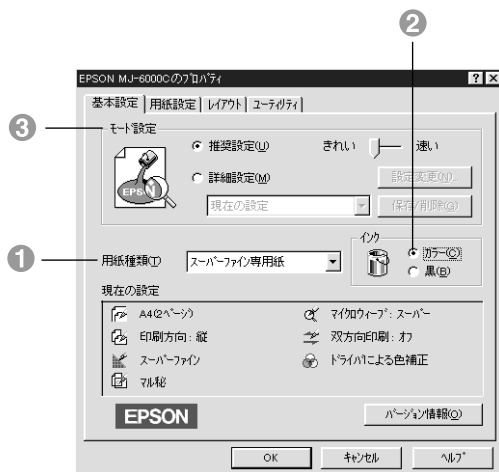 2
EPSON MJ-6000Cのプロパティ
基本設定 用紙設定 レイアウト ユーティリティ
3
モード設定
推奨設定(U) きれい 速い
詳細設定(M) 設定変更(N)...
現在の設定 保存/削除(G)
EPSON
1
用紙種類(T) スーパーファイン専用紙
インク
カラー(C)
黒(B)
現在の設定
A4(2ページ) マイクロウィーブ: スーパー
印刷方向: 縦 双方向印刷: オフ
スーパーファイン ドライバによる色補正
マル秘
EPSON バージョン情報(O)
OK キャンセル ヘルプ